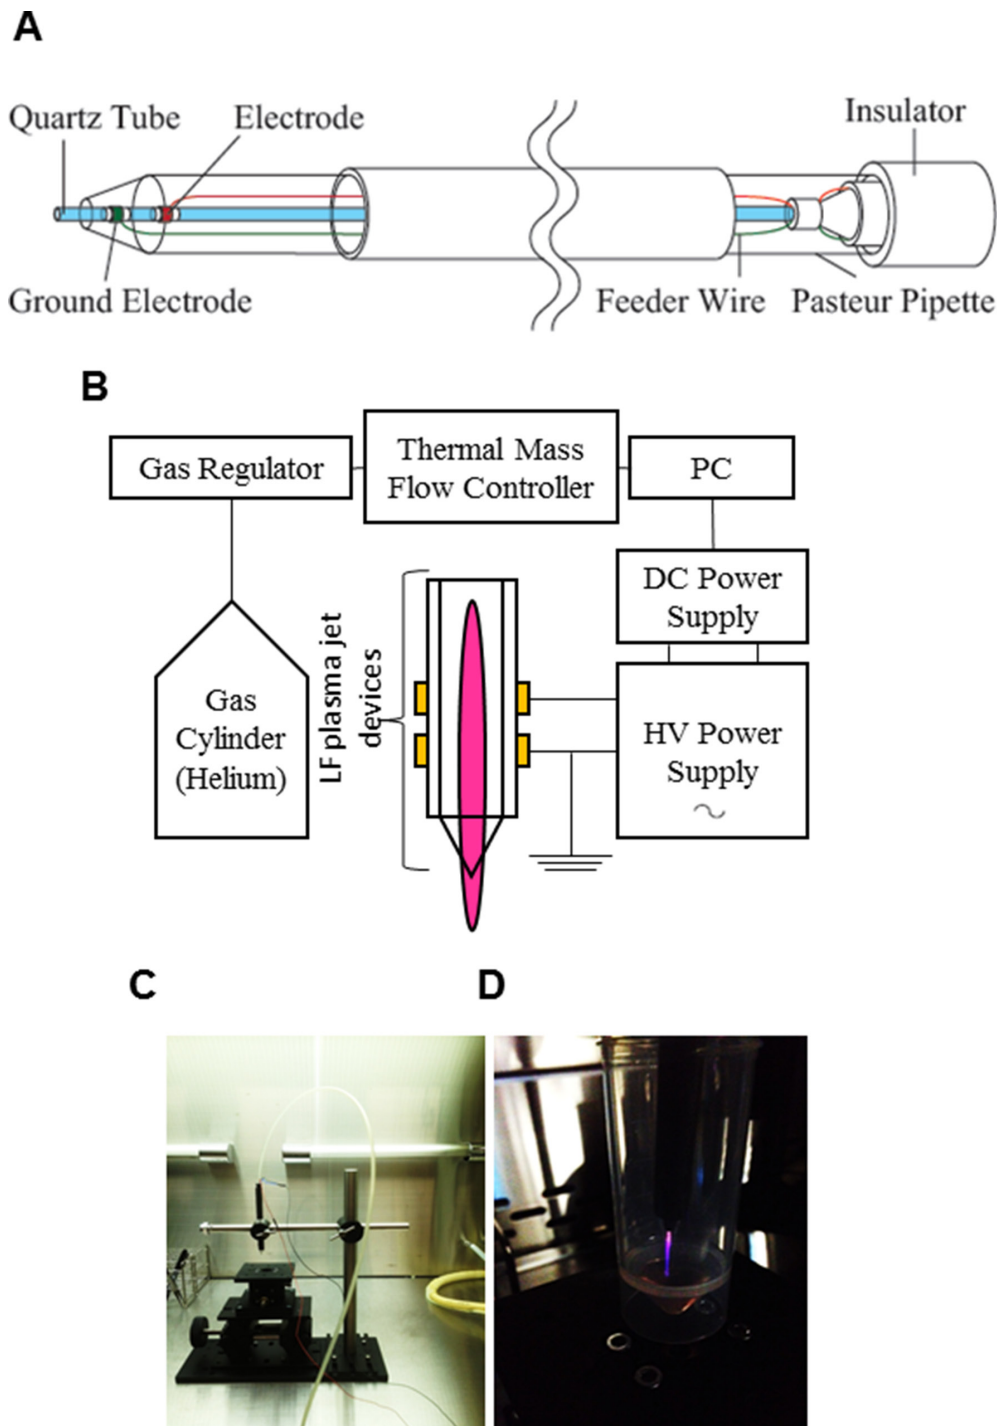 A
Quartz Tube
Electrode
Insulator
Ground Electrode
Feeder Wire
Pasteur Pipette
B
Gas Regulator
Thermal Mass
Flow Controller
PC
DC Power
Supply
Gas
Cylinder
(Helium)
LF plasma jet
devices
HV Power
Supply
C
D